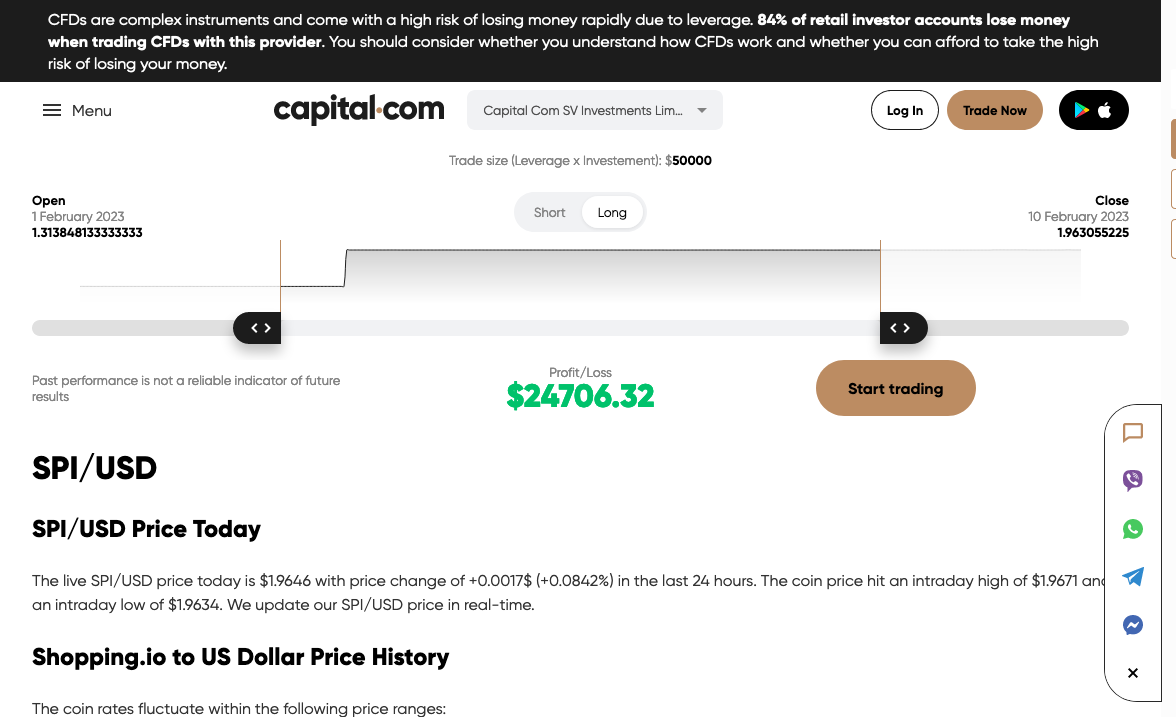 CFDs are complex instruments and come with a high risk of losing money rapidly due to leverage. 84% of retail investor accounts lose money
when trading CFDs with this provider. You should consider whether you understand how CFDs work and whether you can afford to take the high
risk of losing your money.
Menu
capital.com
Capital Com SV Investments Lim...
Log In
Trade Now
Trade size (Leverage x Investement): $50000
Open
1 February 2023
1.313848133333333
Short
Long
Close
10 February 2023
1.963055225
Past performance is not a reliable indicator of future
results
Profit/Loss
$24706.32
Start trading
SPI/USD
SPI/USD Price Today
The live SPI/USD price today is $1.9646 with price change of +0.0017$ (+0.0842%) in the last 24 hours. The coin price hit an intraday high of $1.9671 and
an intraday low of $1.9634. We update our SPI/USD price in real-time.
Shopping.io to US Dollar Price History
The coin rates fluctuate within the following price ranges: